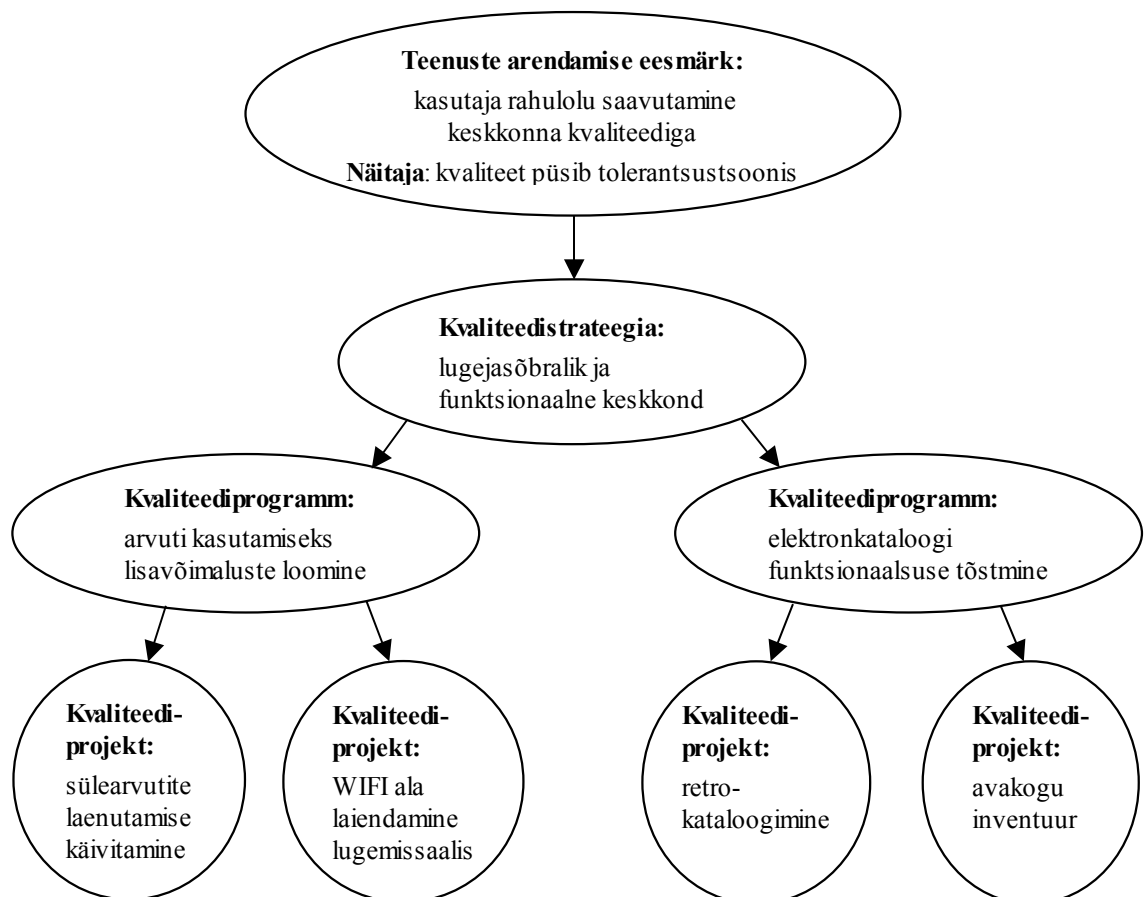 Teenuste arendamise eesmärk:
kasutaja rahulolu saavutamine
keskkonna kvaliteediga
Näitaja: kvaliteet püsib tolerantsustsoonis
Kvaliteedistrateegia:
lugejasõbralik ja
funktsionaalne keskkond
Kvaliteediprogramm:
arvuti kasutamiseks
lisavõimaluste loomine
Kvaliteediprogramm:
elektronkataloogi
funktsionaalsuse tõstmine
Kvaliteedi-
projekt:
sülearvutite
laenutamise
käivitamine
Kvaliteedi-
projekt:
WIFI ala
laiendamine
lugemissaalis
Kvaliteedi-
projekt:
retro-
kataloogimine
Kvaliteedi-
projekt:
avakogu
inventuur